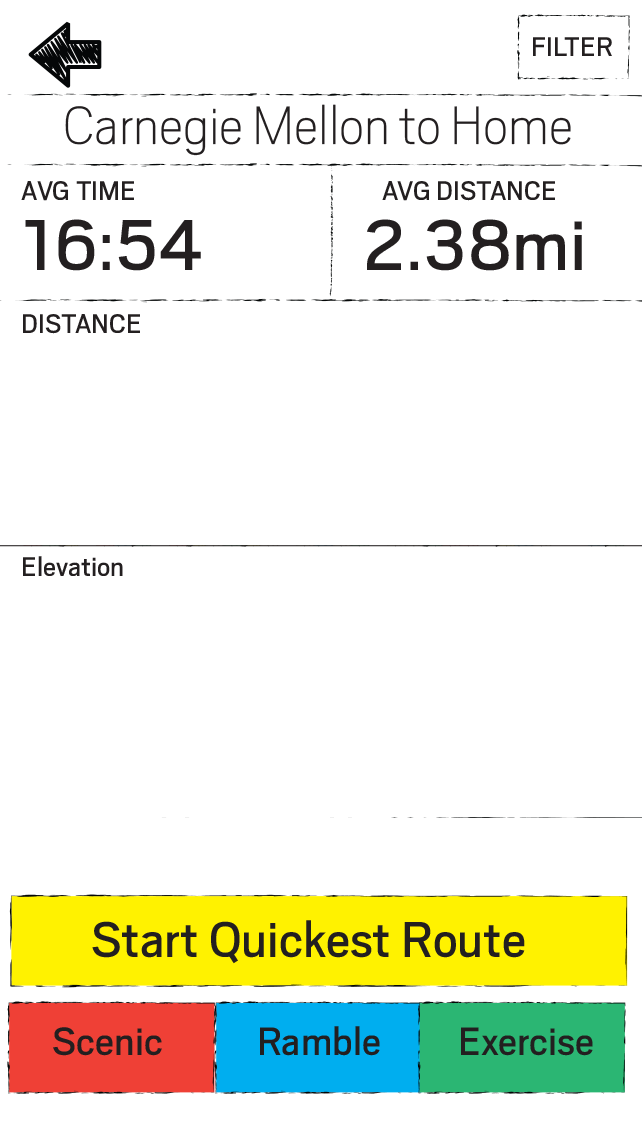 FILTER
Carnegie Mellon to Home
AVG TIME
AVG DISTANCE
16:54
2.38mi
DISTANCE
Elevation
Start Quickest Route
Scenic
Ramble
Exercise